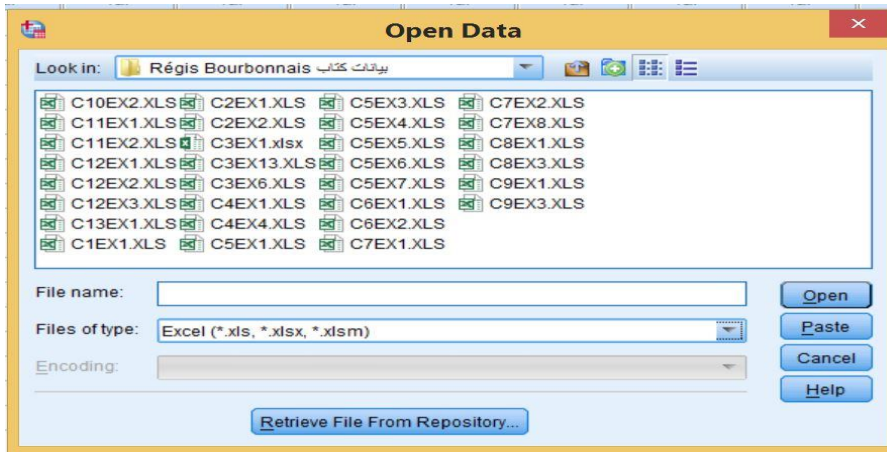 Open Data
Look in: Régis Bourbonnais بيانات كتاب
C10EX2.XLS C2EX1.XLS C5EX3.XLS C7EX2.XLS
C11EX1.XLS C2EX2.XLS C5EX4.XLS C7EX8.XLS
C11EX2.XLS C3EX1.xlsx C5EX5.XLS C8EX1.XLS
C12EX1.XLS C3EX13.XLS C5EX6.XLS C8EX3.XLS
C12EX2.XLS C3EX6.XLS C5EX7.XLS C9EX1.XLS
C12EX3.XLS C4EX1.XLS C6EX1.XLS C9EX3.XLS
C13EX1.XLS C4EX4.XLS C6EX2.XLS
C1EX1.XLS C5EX1.XLS C7EX1.XLS
File name: Open
Files of type: Excel (*.xls, *.xlsx, *.xlsm) Paste
Encoding: Cancel
Help
Retrieve File From Repository...